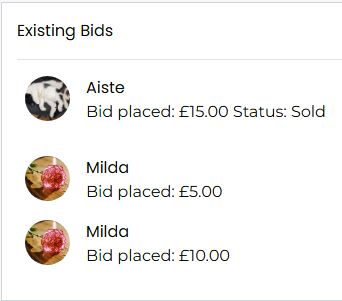 Existing Bids
Aiste
Bid placed: £15.00 Status: Sold
Milda
Bid placed: £5.00
Milda
Bid placed: £10.00